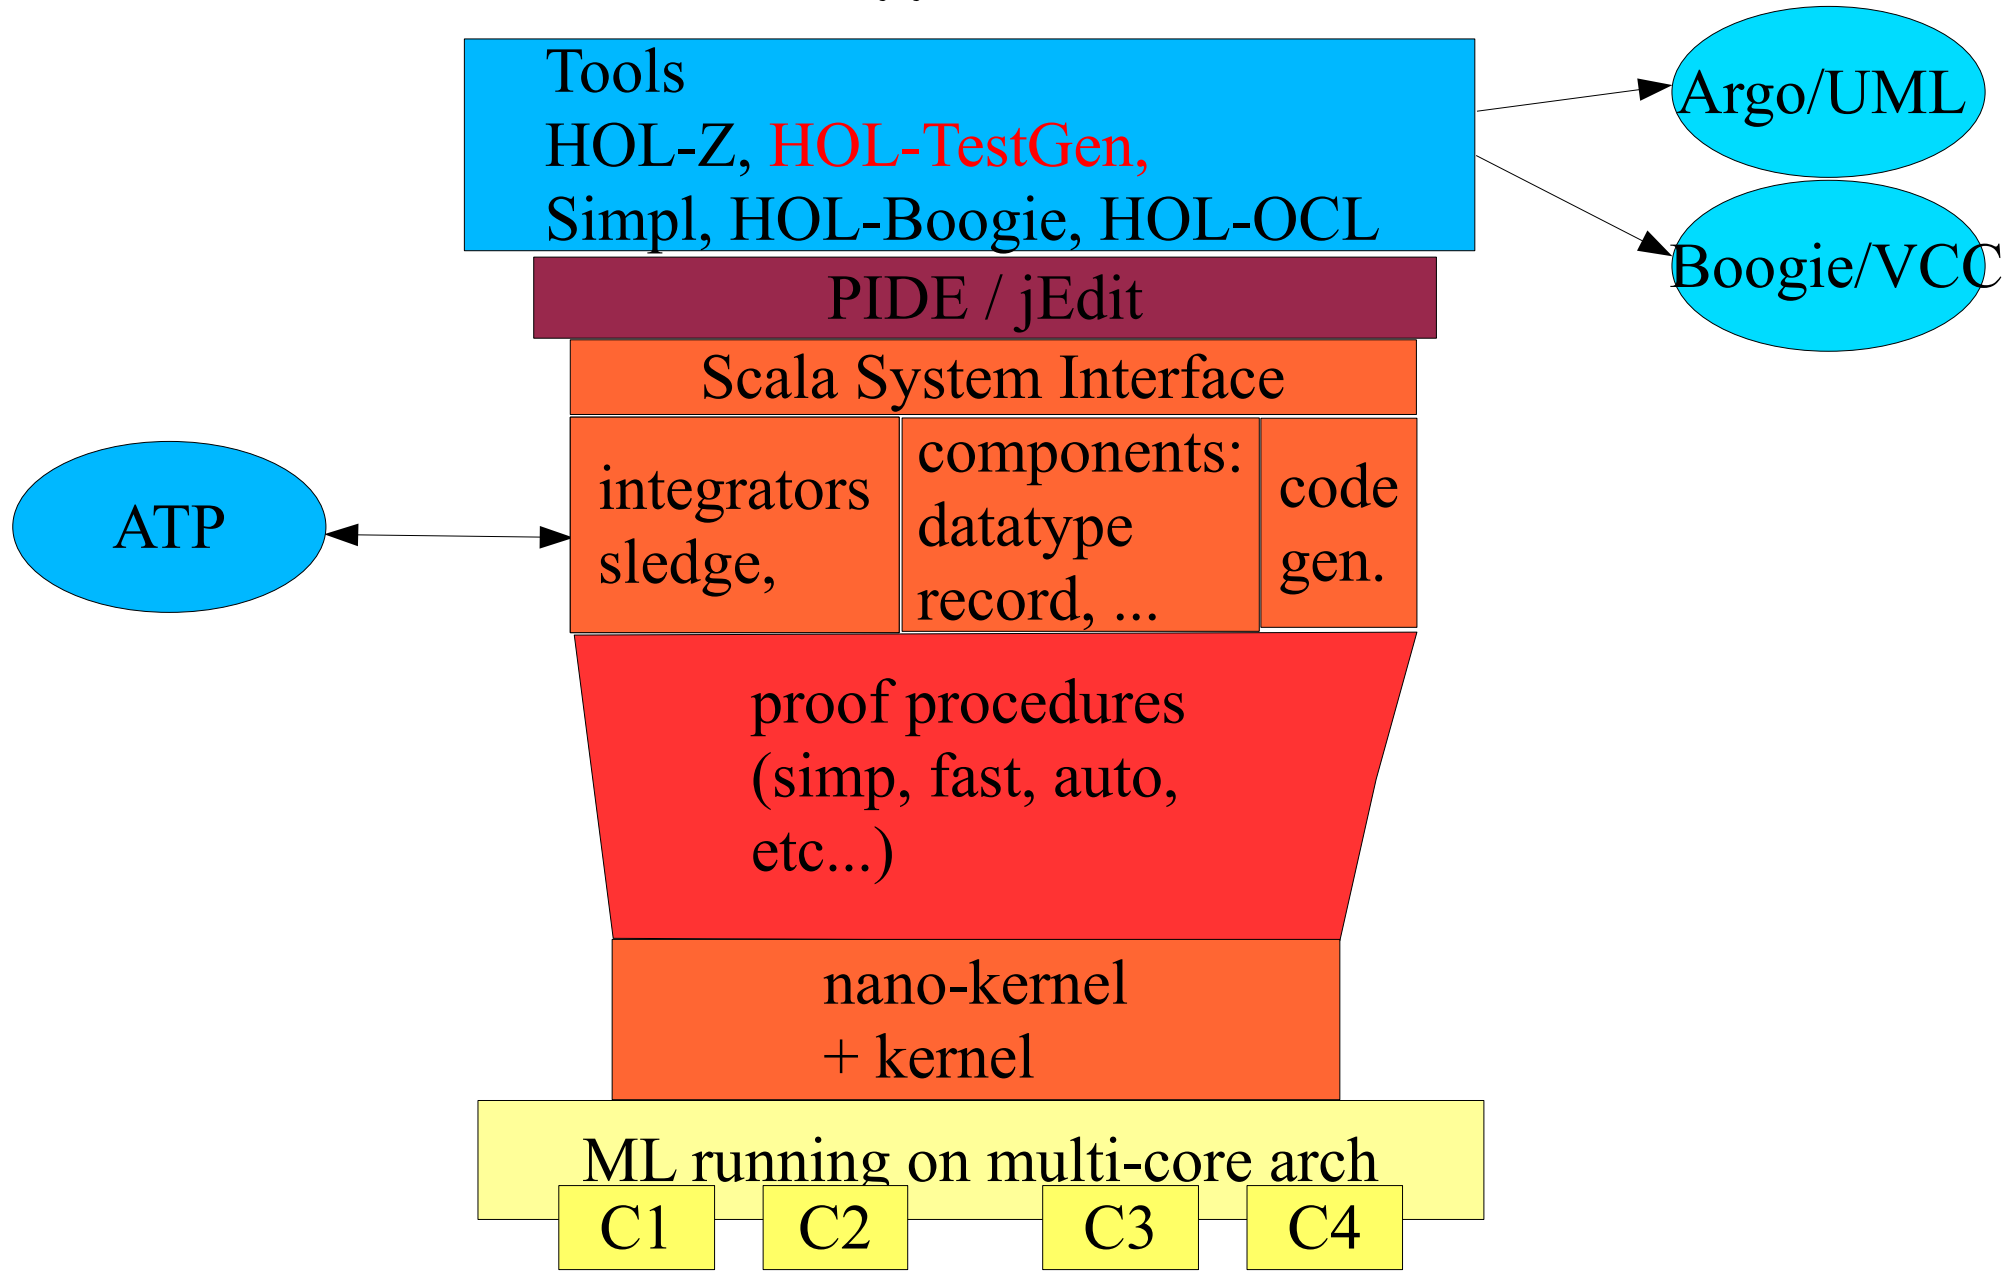 Tools
HOL-Z, HOL-TestGen,
Simpl, HOL-Boogie, HOL-OCL
Argo/UML
Boogie/VCC
PIDE / jEdit
Scala System Interface
ATP
integrators
sledge,
components:
datatype
record, ...
code
gen.
proof procedures
(simp, fast, auto,
etc...)
nano-kernel
+ kernel
ML running on multi-core arch
C1
C2
C3
C4